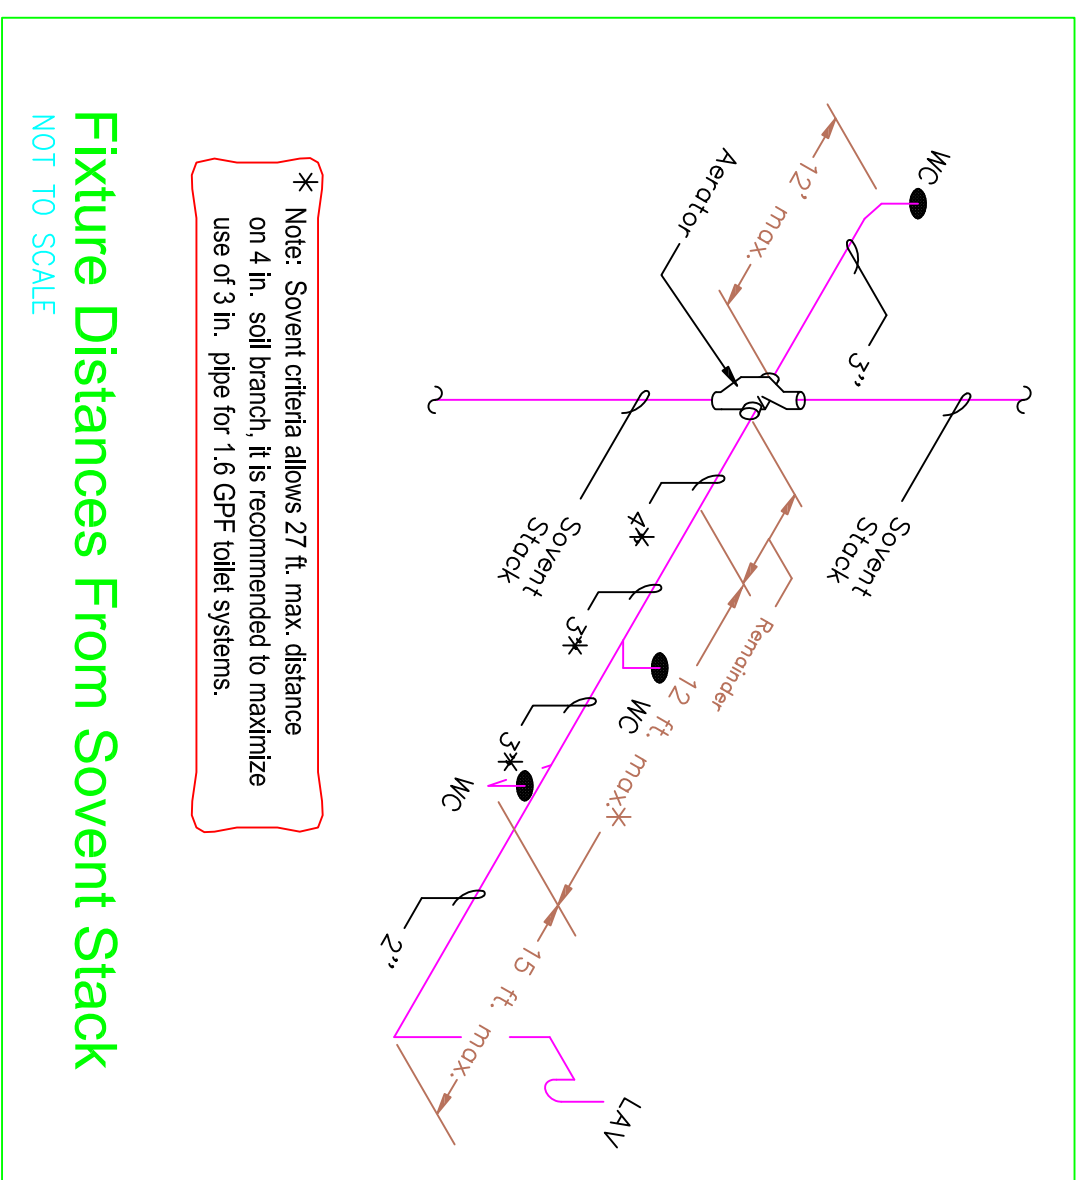 WC
12' max.
3"
Aerator
Sovent
Stack
Sovent
Stack
4*
Remainder
3*
WC
12 ft. max.*
3*
WC
2"
15 ft. max.
LAV
* Note: Sovent criteria allows 27 ft. max. distance
on 4 in. soil branch, it is recommended to maximize
use of 3 in. pipe for 1.6 GPF toilet systems.
Fixture Distances From Sovent Stack
NOT TO SCALE